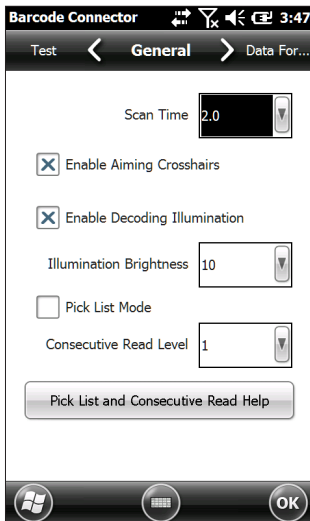 Barcode Connector 3:47
Test General Data For...
Scan Time 2.0
Enable Aiming Crosshairs
Enable Decoding Illumination
Illumination Brightness 10
Pick List Mode
Consecutive Read Level 1
Pick List and Consecutive Read Help
OK